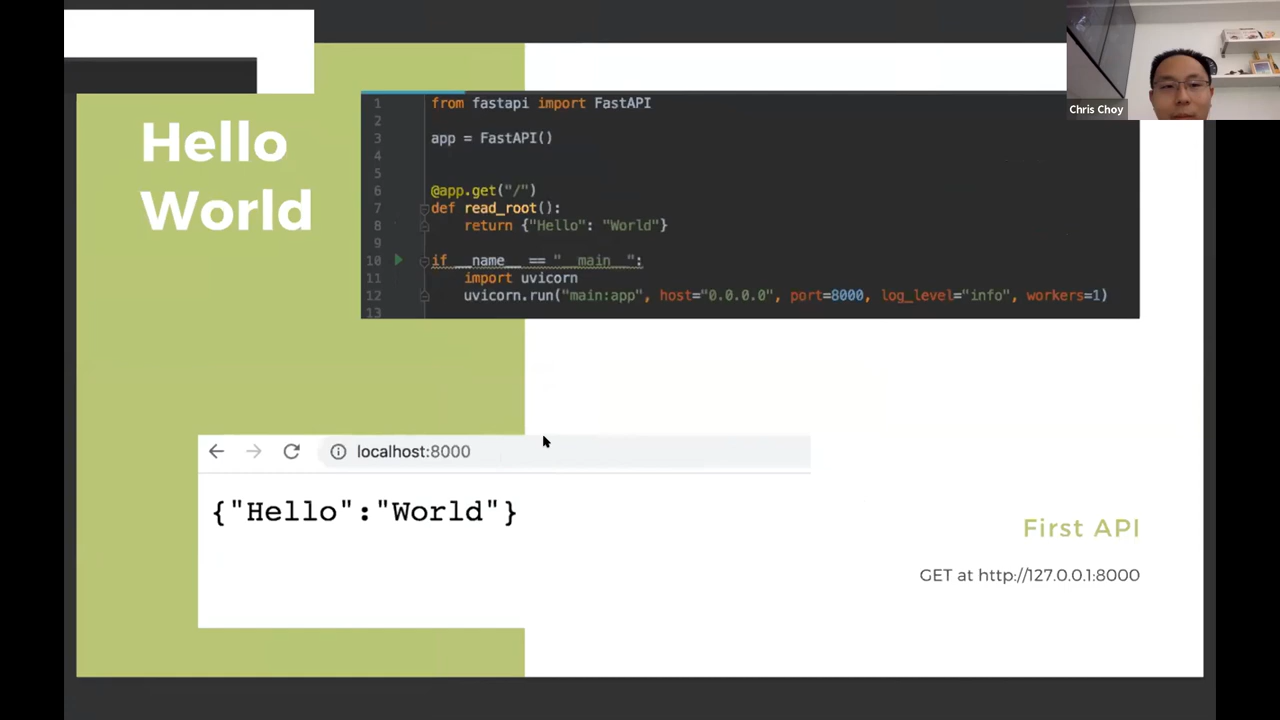 Hello
World
1 from fastapi import FastAPI
2
3 app = FastAPI()
4
5
6 @app.get("/")
7 def read_root():
8 return {"Hello": "World"}
9
10 if __name__ == "__main__":
11 import uvicorn
12 uvicorn.run("main:app", host="0.0.0.0", port=8000, log_level="info", workers=1)
13
Chris Choy
localhost:8000
{"Hello":"World"}
First API
GET at http://127.0.0.1:8000